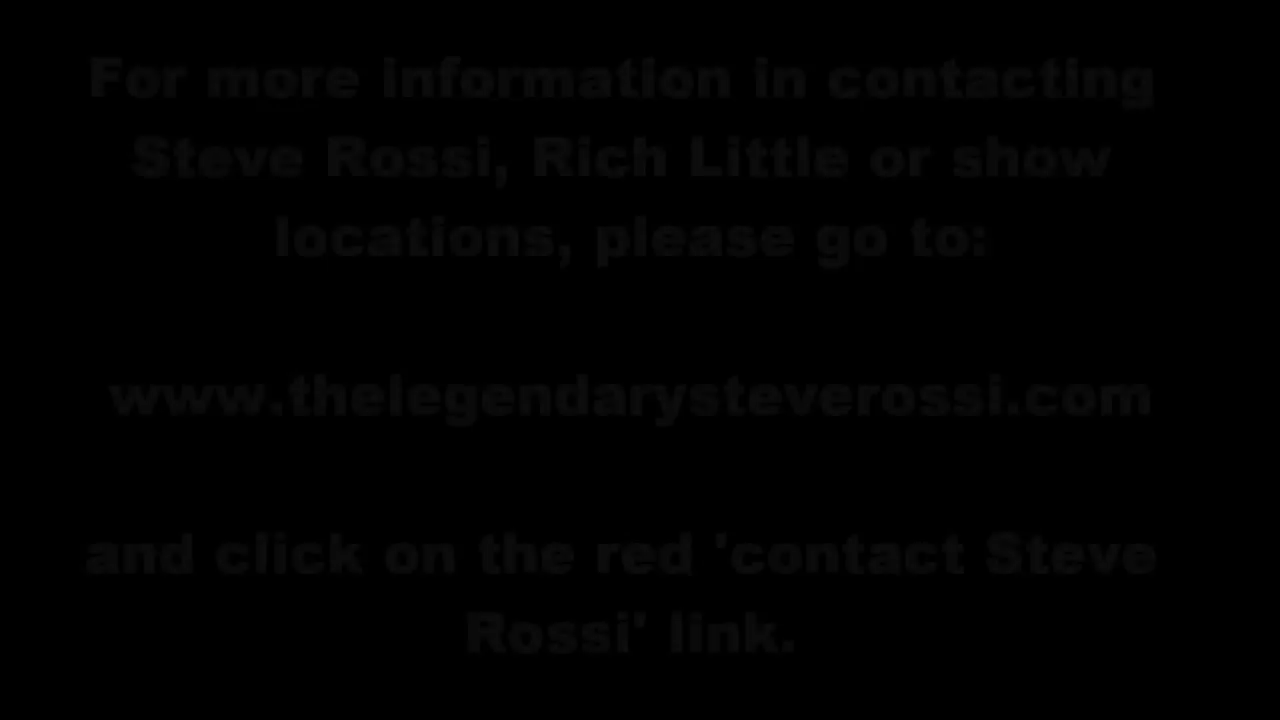 For more information in contacting
Steve Rossi, Rich Little or show
locations, please go to:
www.thelegendarysteverossi.com
and click on the red 'contact Steve
Rossi' link.